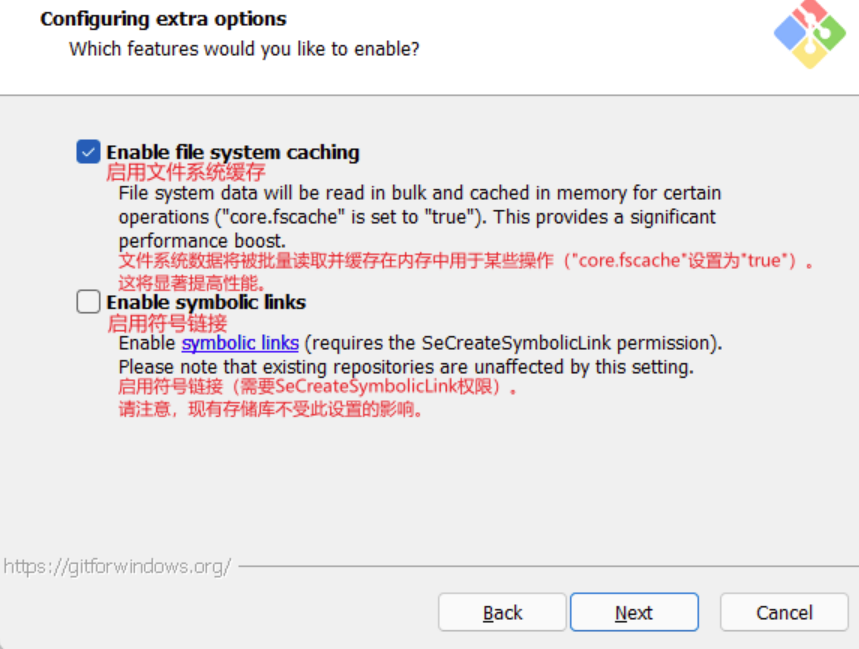 Configuring extra options
Which features would you like to enable?
Enable file system caching
启用文件系统缓存
File system data will be read in bulk and cached in memory for certain
operations ("core.fscache" is set to "true"). This provides a significant
performance boost.
文件系统数据将被批量读取并缓存在内存中用于某些操作（"core.fscache"设置为"true"）。
这将显著提高性能。
Enable symbolic links
启用符号链接
Enable symbolic links (requires the SeCreateSymbolicLink permission).
Please note that existing repositories are unaffected by this setting.
启用符号链接（需要SeCreateSymbolicLink权限）。
请注意，现有存储库不受此设置的影响。
https://gitforwindows.org/
Back Next Cancel